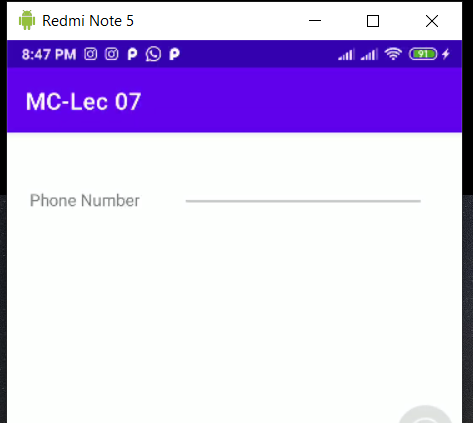 Redmi Note 5
8:47 PM 91
MC-Lec 07
Phone Number